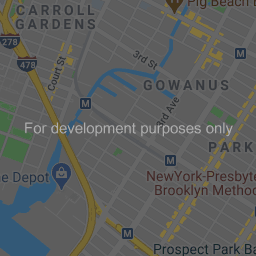 Pig Beach B
CARROLL
GARDENS
278
478
Court St
3rd St
M
GOWANUS
3rd Ave
For development purposes only
M
PARK
e Depot
NewYork-Presbyte
Brooklyn Method
M
Prospect Park Ba